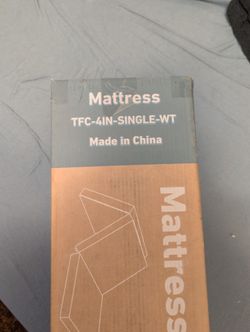 Mattress
TFC-4IN-SINGLE-WT
Made in China
Mattress